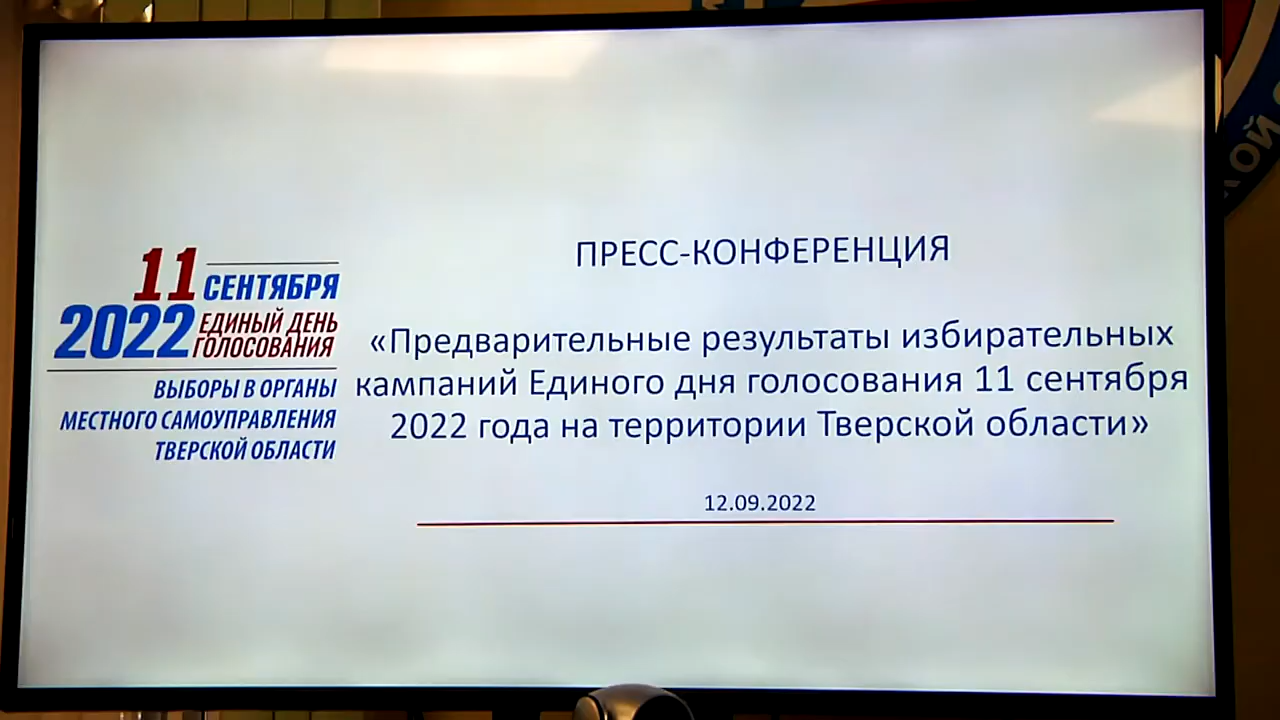 11 СЕНТЯБРЯ
2022 ЕДИНЫЙ ДЕНЬ
ГОЛОСОВАНИЯ
ВЫБОРЫ В ОРГАНЫ
МЕСТНОГО САМОУПРАВЛЕНИЯ
ТВЕРСКОЙ ОБЛАСТИ
ПРЕСС-КОНФЕРЕНЦИЯ
«Предварительные результаты избирательных
кампаний Единого дня голосования 11 сентября
2022 года на территории Тверской области»
12.09.2022